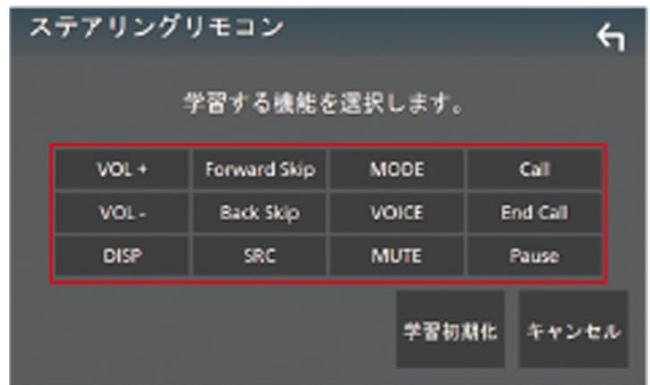 ステアリングリモコン
学習する機能を選択します。
VOL + Forward Skip MODE Call
VOL - Back Skip VOICE End Call
DISP SRC MUTE Pause
学習初期化 キャンセル